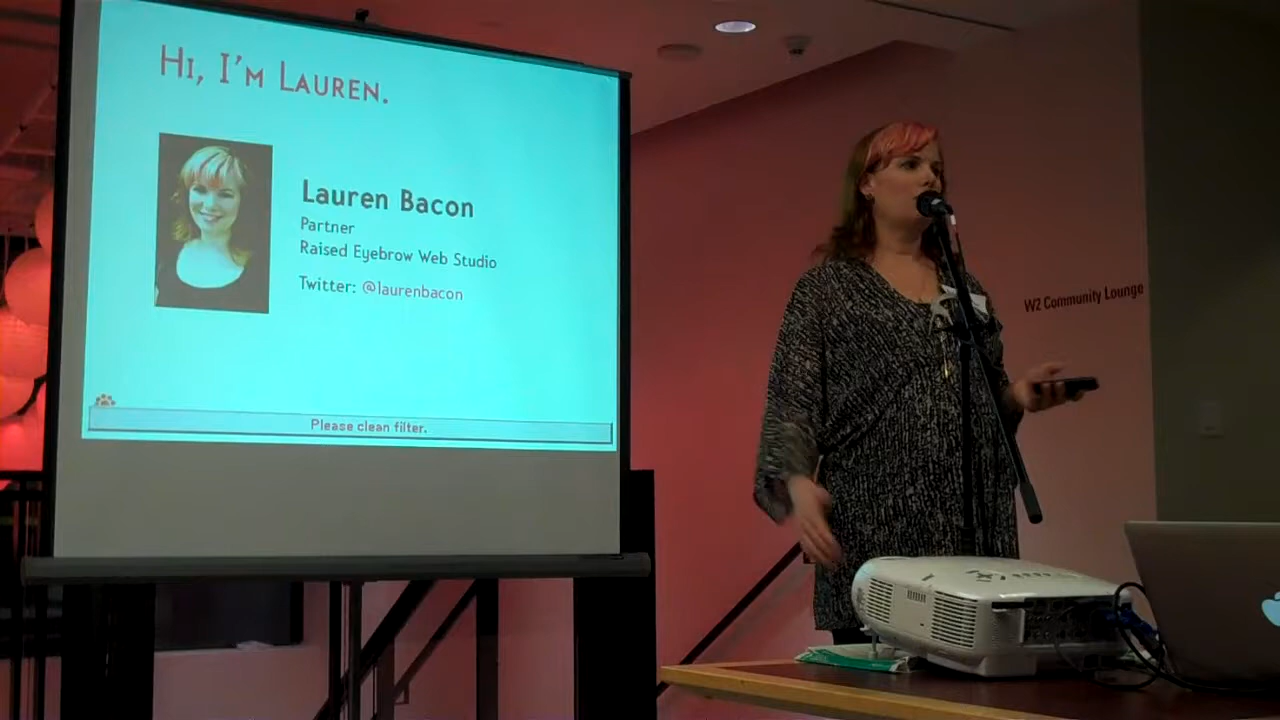 Hi, I'm Lauren.
Lauren Bacon
Partner
Raised Eyebrow Web Studio
Twitter: @laurenbacon
Please clean filter.
W2 Community Lounge